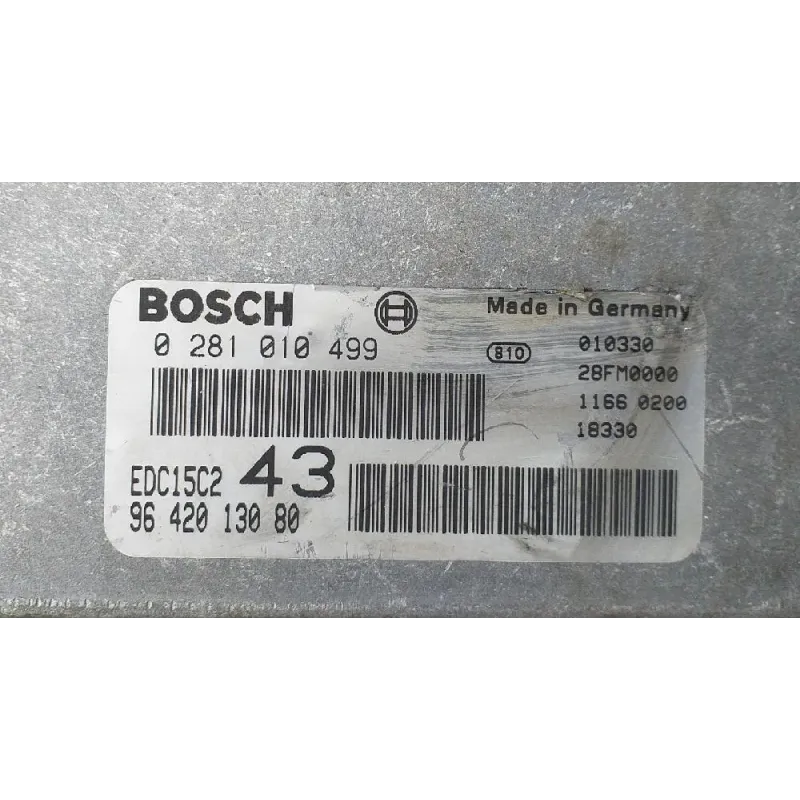 BOSCH Made in Germany
0 281 010 499 810 010330
28FM0000
1166 0200
18330
EDC15C2 43
96 420 130 80